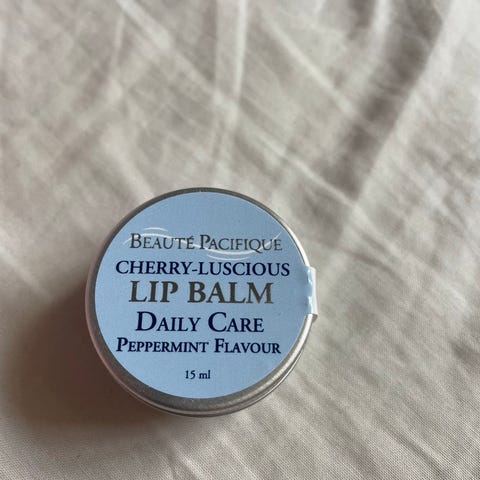 Beauté Pacifique
Cherry-Luscious
Lip Balm
Daily Care
Peppermint Flavour
15 ml